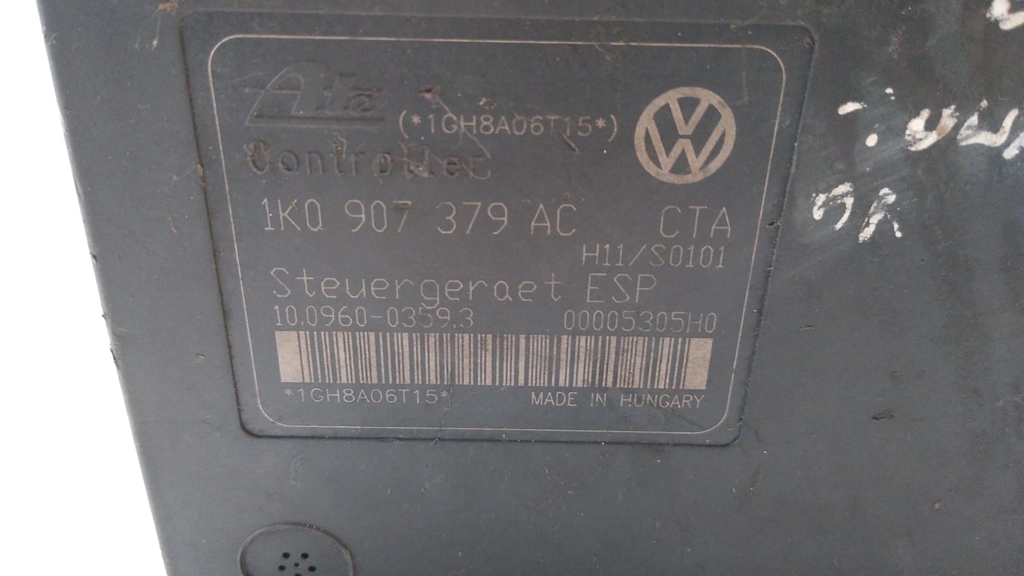 Ate
(*1GH8A06T15*)
Controller
1K0 907 379 AC CTA
H11/S0101
Steuergeraet ESP
10.0960-0359.3 00005305H0
*1GH8A06T15* MADE IN HUNGARY